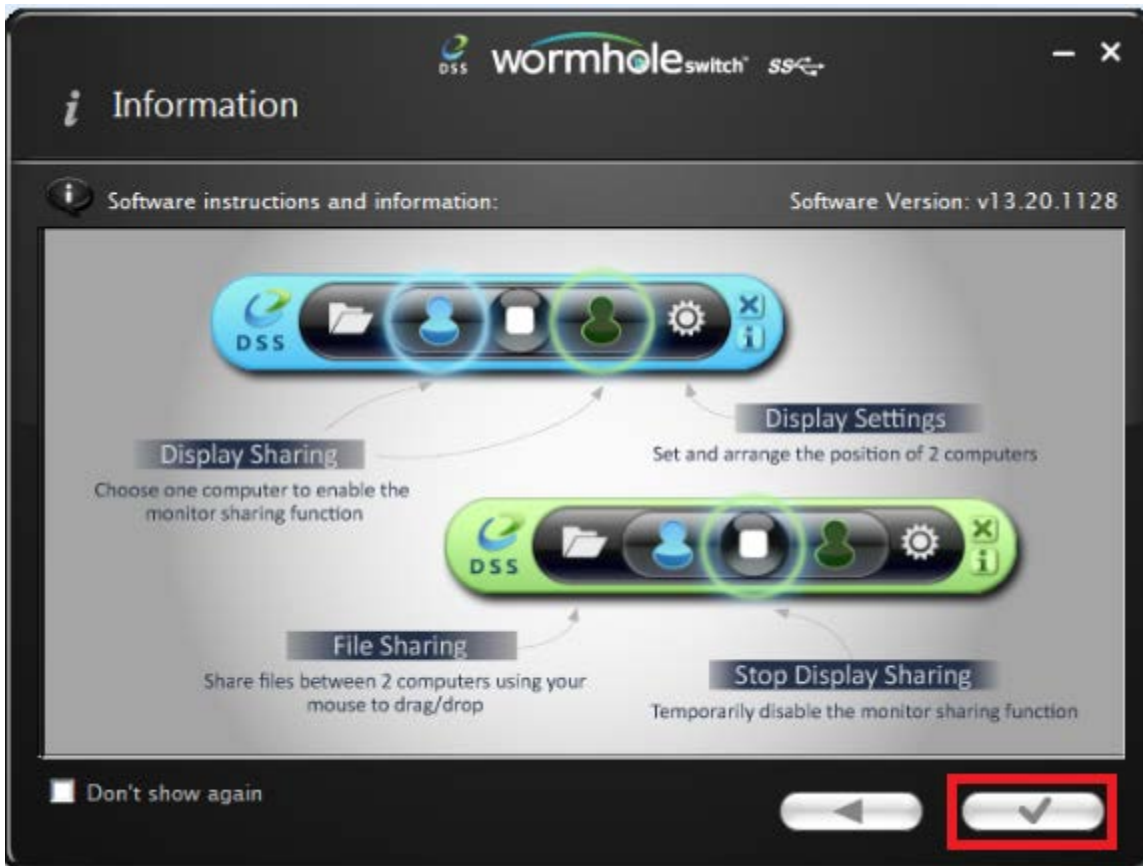 DSS wormhole switch™ SS
i Information
i Software instructions and information: Software Version: v13.20.1128
DSS
i
Display Sharing
Choose one computer to enable the
monitor sharing function
Display Settings
Set and arrange the position of 2 computers
DSS
i
File Sharing
Share files between 2 computers using your
mouse to drag/drop
Stop Display Sharing
Temporarily disable the monitor sharing function
Don't show again